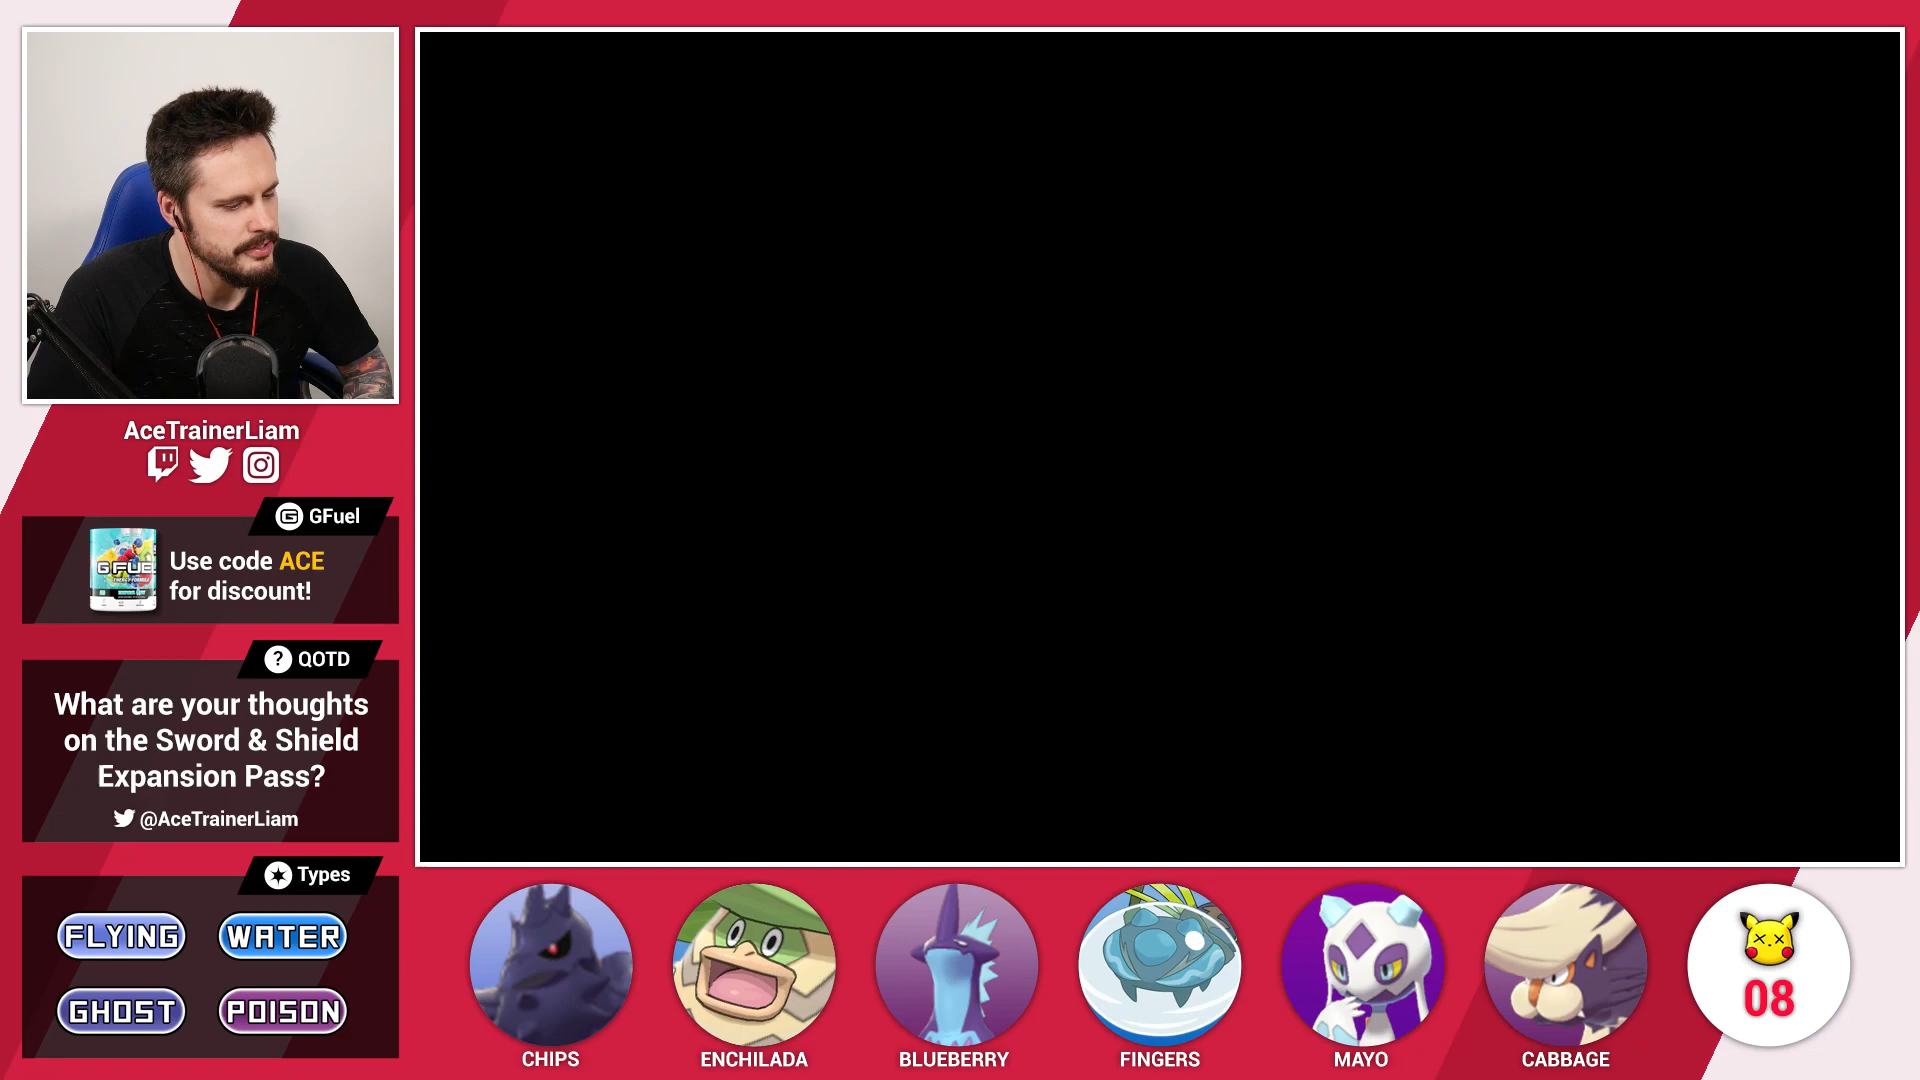 AceTrainerLiam
GFuel
G FUEL
Use code ACE
for discount!
? QOTD
What are your thoughts
on the Sword & Shield
Expansion Pass?
@AceTrainerLiam
Types
FLYING
WATER
GHOST
POISON
CHIPS
ENCHILADA
BLUEBERRY
FINGERS
MAYO
CABBAGE
08